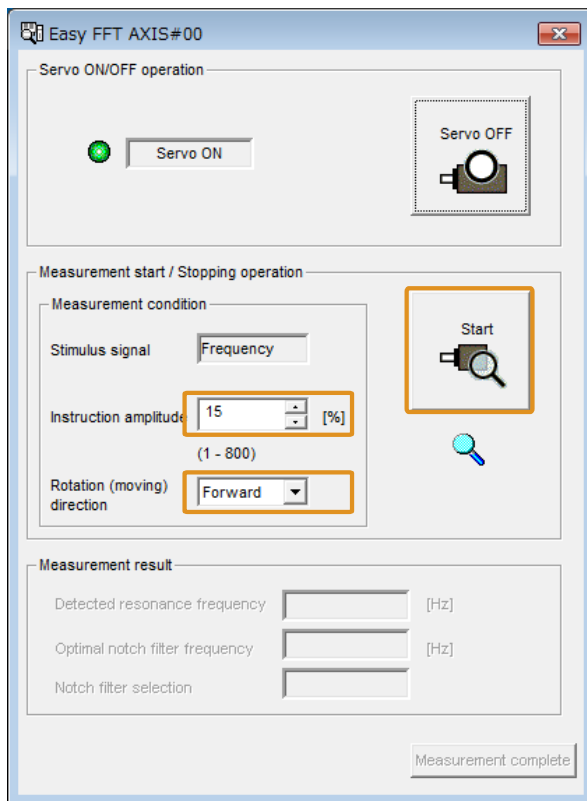 Easy FFT AXIS#00
Servo ON/OFF operation
Servo ON
Servo OFF
Measurement start / Stopping operation
Measurement condition
Stimulus signal
Frequency
Start
Instruction amplitude
15
[%]
(1 - 800)
Rotation (moving)
direction
Forward
Measurement result
Detected resonance frequency
[Hz]
Optimal notch filter frequency
[Hz]
Notch filter selection
Measurement complete